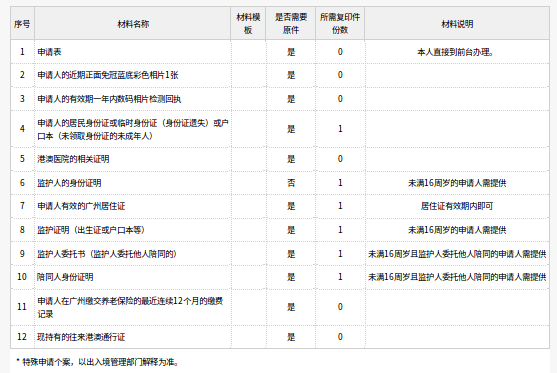 序号 材料名称 材料模板 是否需要原件 所需复印件份数 材料说明
1 申请表 是 0 本人直接到前台办理。
2 申请人的近期正面免冠蓝底彩色相片1张 是 0
3 申请人的有效期一年内数码相片检测回执 是 0
4 申请人的居民身份证或临时身份证（身份证遗失）或户
口本（未领取身份证的未成年人） 是 1
5 港澳医院的相关证明 是 0
6 监护人的身份证明 否 1 未满16周岁的申请人需提供
7 申请人有效的广州居住证 是 1 居住证有效期内即可
8 监护证明（出生证或户口本等） 是 1 未满16周岁的申请人需提供
9 监护人委托书（监护人委托他人陪同的） 是 1 未满16周岁且监护人委托他人陪同的申请人需提供
10 陪同人身份证明 是 1 未满16周岁且监护人委托他人陪同的申请人需提供
11 申请人在广州缴交养老保险的最近连续12个月的缴费
记录 是 0
12 现持有的往来港澳通行证 是 0
* 特殊申请个案，以出入境管理部门解释为准。